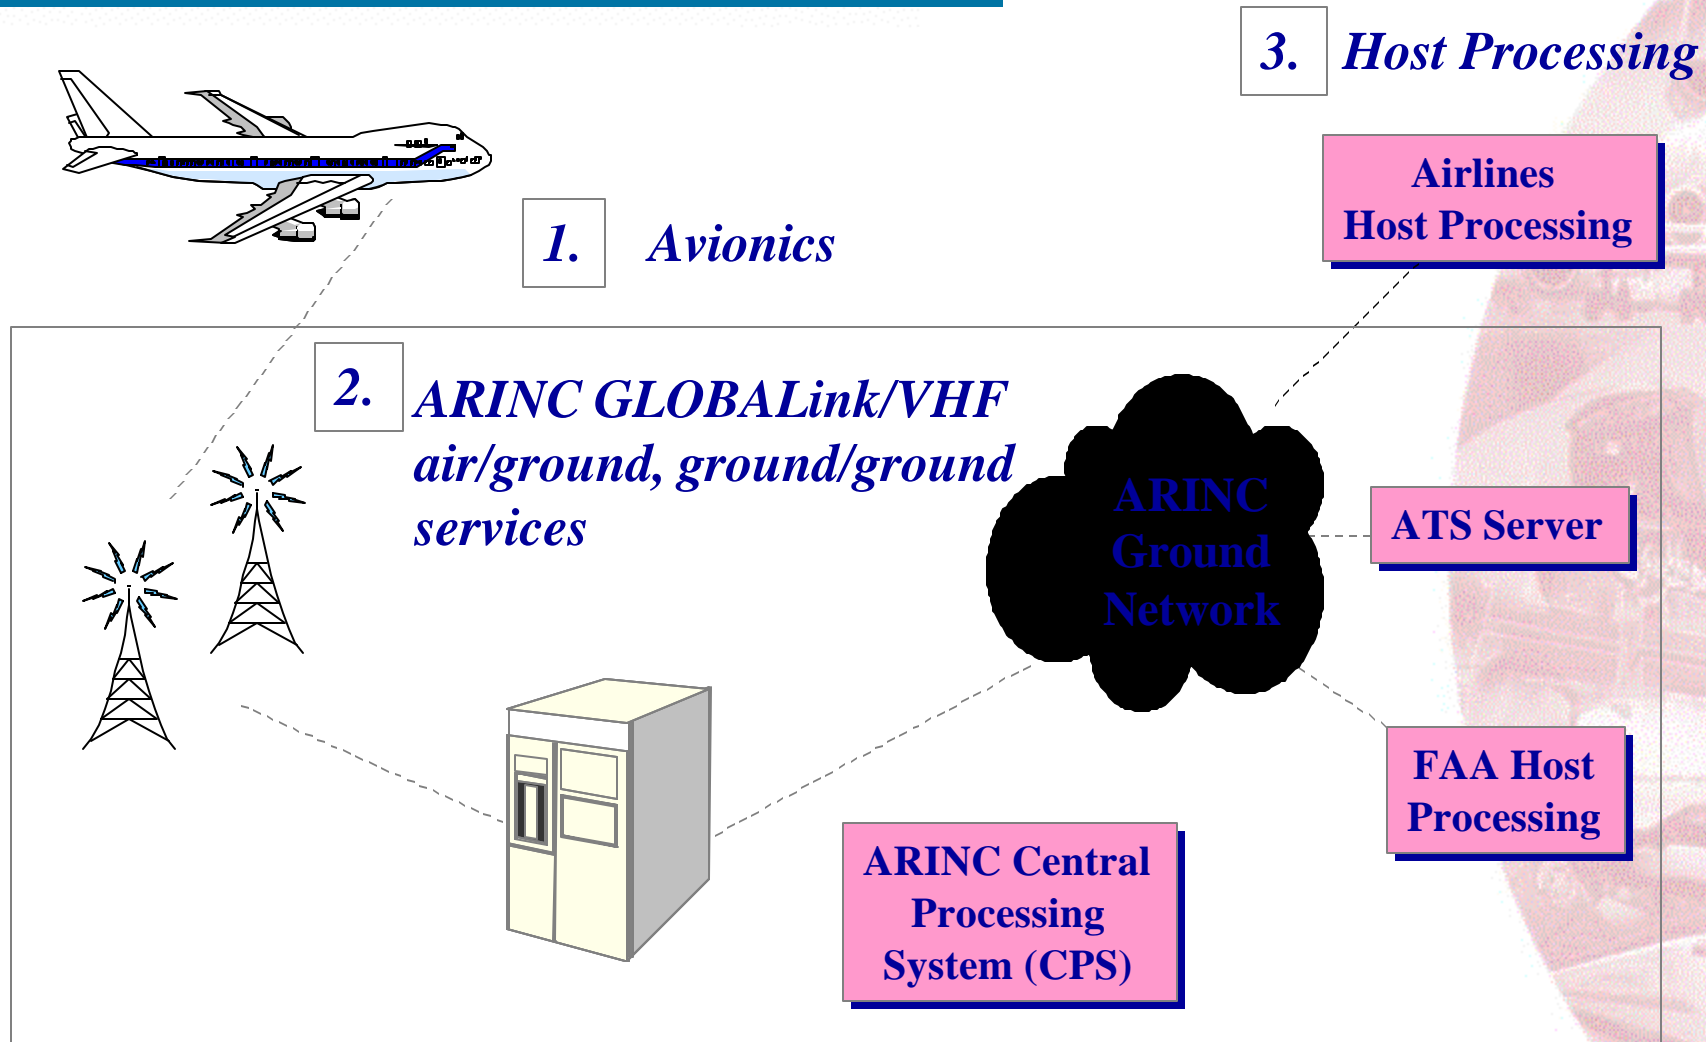 3. Host Processing
Airlines
Host Processing
1. Avionics
2. ARINC GLOBALink/VHF
air/ground, ground/ground
services
ARINC
Ground
Network
ATS Server
FAA Host
Processing
ARINC Central
Processing
System (CPS)